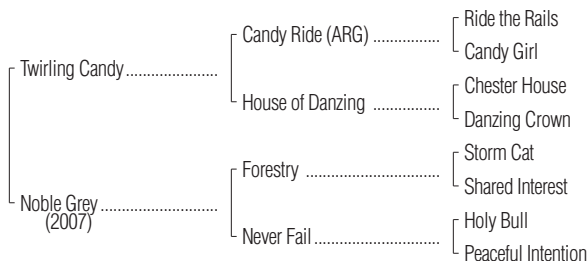 Ride the Rails
Candy Ride (ARG) ..................
Candy Girl
Twirling Candy ........................
Chester House
House of Danzing ..................
Danzing Crown
Storm Cat
Forestry ....................................
Shared Interest
Noble Grey ................................
(2007)
Holy Bull
Never Fail .................................
Peaceful Intention